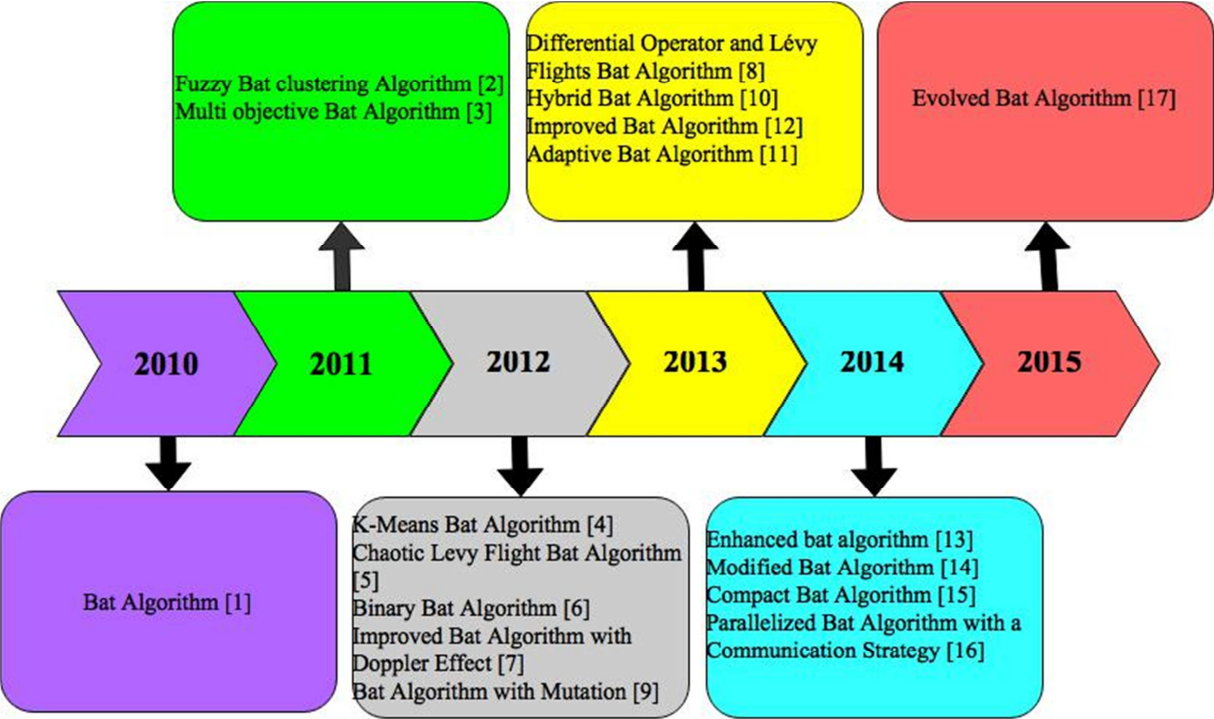 Fuzzy Bat clustering Algorithm [2]
Multi objective Bat Algorithm [3]
Differential Operator and Lévy
Flights Bat Algorithm [8]
Hybrid Bat Algorithm [10]
Improved Bat Algorithm [12]
Adaptive Bat Algorithm [11]
Evolved Bat Algorithm [17]
2010
2011
2012
2013
2014
2015
Bat Algorithm [1]
K-Means Bat Algorithm [4]
Chaotic Levy Flight Bat Algorithm
[5]
Binary Bat Algorithm [6]
Improved Bat Algorithm with
Doppler Effect [7]
Bat Algorithm with Mutation [9]
Enhanced bat algorithm [13]
Modified Bat Algorithm [14]
Compact Bat Algorithm [15]
Parallelized Bat Algorithm with a
Communication Strategy [16]